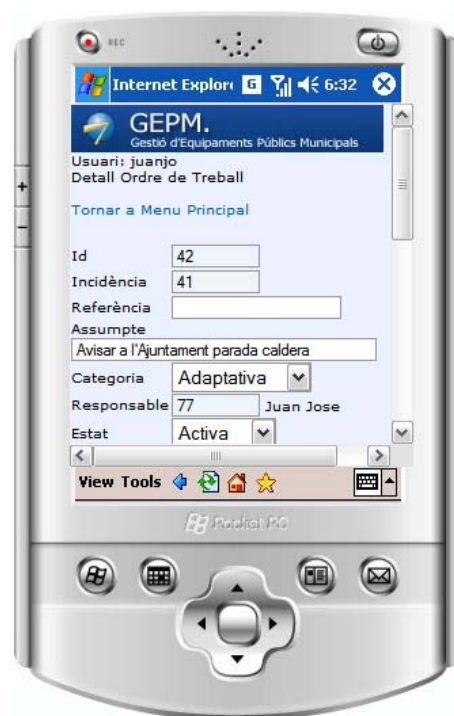 REC
Internet Explor G 6:32
GEPM.
Gestió d'Equipaments Públics Municipals
Usuari: juanjo
Detall Ordre de Treball
Tornar a Menu Principal
Id 42
Incidència 41
Referència
Assumpte
Avisar a l'Ajuntament parada caldera
Categoria Adaptativa
Responsable 77 Juan Jose
Estat Activa
View Tools
Pocket PC